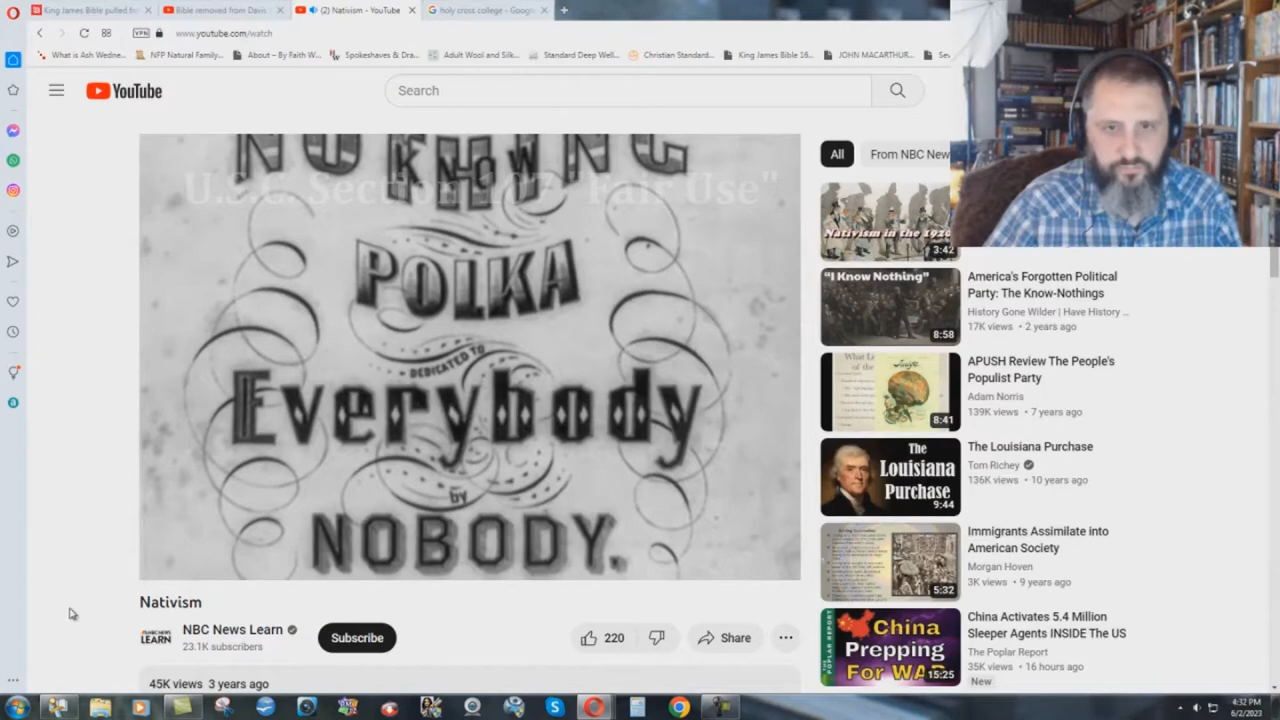 King James Bible pulled fro
Bible removed from Davis S
(2) Nativism - YouTube
holy cross college - Google
VPN
www.youtube.com/watch
What is Ash Wedne...
NFP Natural Family...
About – By Faith W...
Spokeshaves & Dra...
Adult Wool and Silk...
Standard Deep Well...
Christian Standard...
King James Bible 16...
JOHN MACARTHUR...
YouTube
Search
NO KNOW NOTHING
U.S.C. Section 107 "Fair Use"
POLKA
DEDICATED TO
Everybody
by
NOBODY.
Nativism
NBC News Learn
23.1K subscribers
Subscribe
220
Share
45K views 3 years ago
All
From NBC New
Nativism in the 1920
3:42
"I Know Nothing"
8:58
America's Forgotten Political
Party: The Know-Nothings
History Gone Wilder | Have History ...
17K views • 2 years ago
8:41
APUSH Review The People's
Populist Party
Adam Norris
139K views • 7 years ago
The
Louisiana
Purchase
9:44
The Louisiana Purchase
Tom Richey
136K views • 10 years ago
5:32
Immigrants Assimilate into
American Society
Morgan Hoven
3K views • 9 years ago
China
Prepping
For WA
15:25
China Activates 5.4 Million
Sleeper Agents INSIDE The US
The Poplar Report
35K views • 16 hours ago
New
4:32 PM
6/2/2023